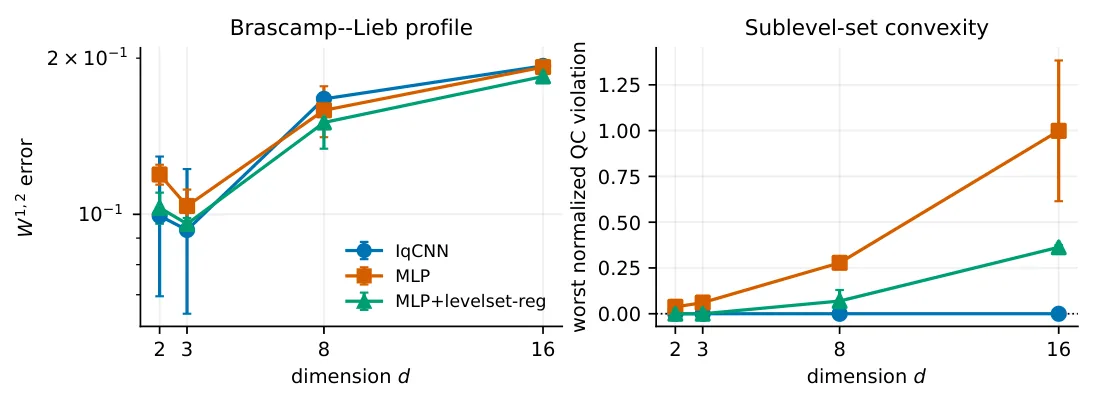 Brascamp--Lieb profile
2 × 10⁻¹
10⁻¹
W¹,² error
2 3 8 16
dimension d
IqCNN
MLP
MLP+levelset-reg
Sublevel-set convexity
worst normalized QC violation
1.25
1.00
0.75
0.50
0.25
0.00
2 3 8 16
dimension d